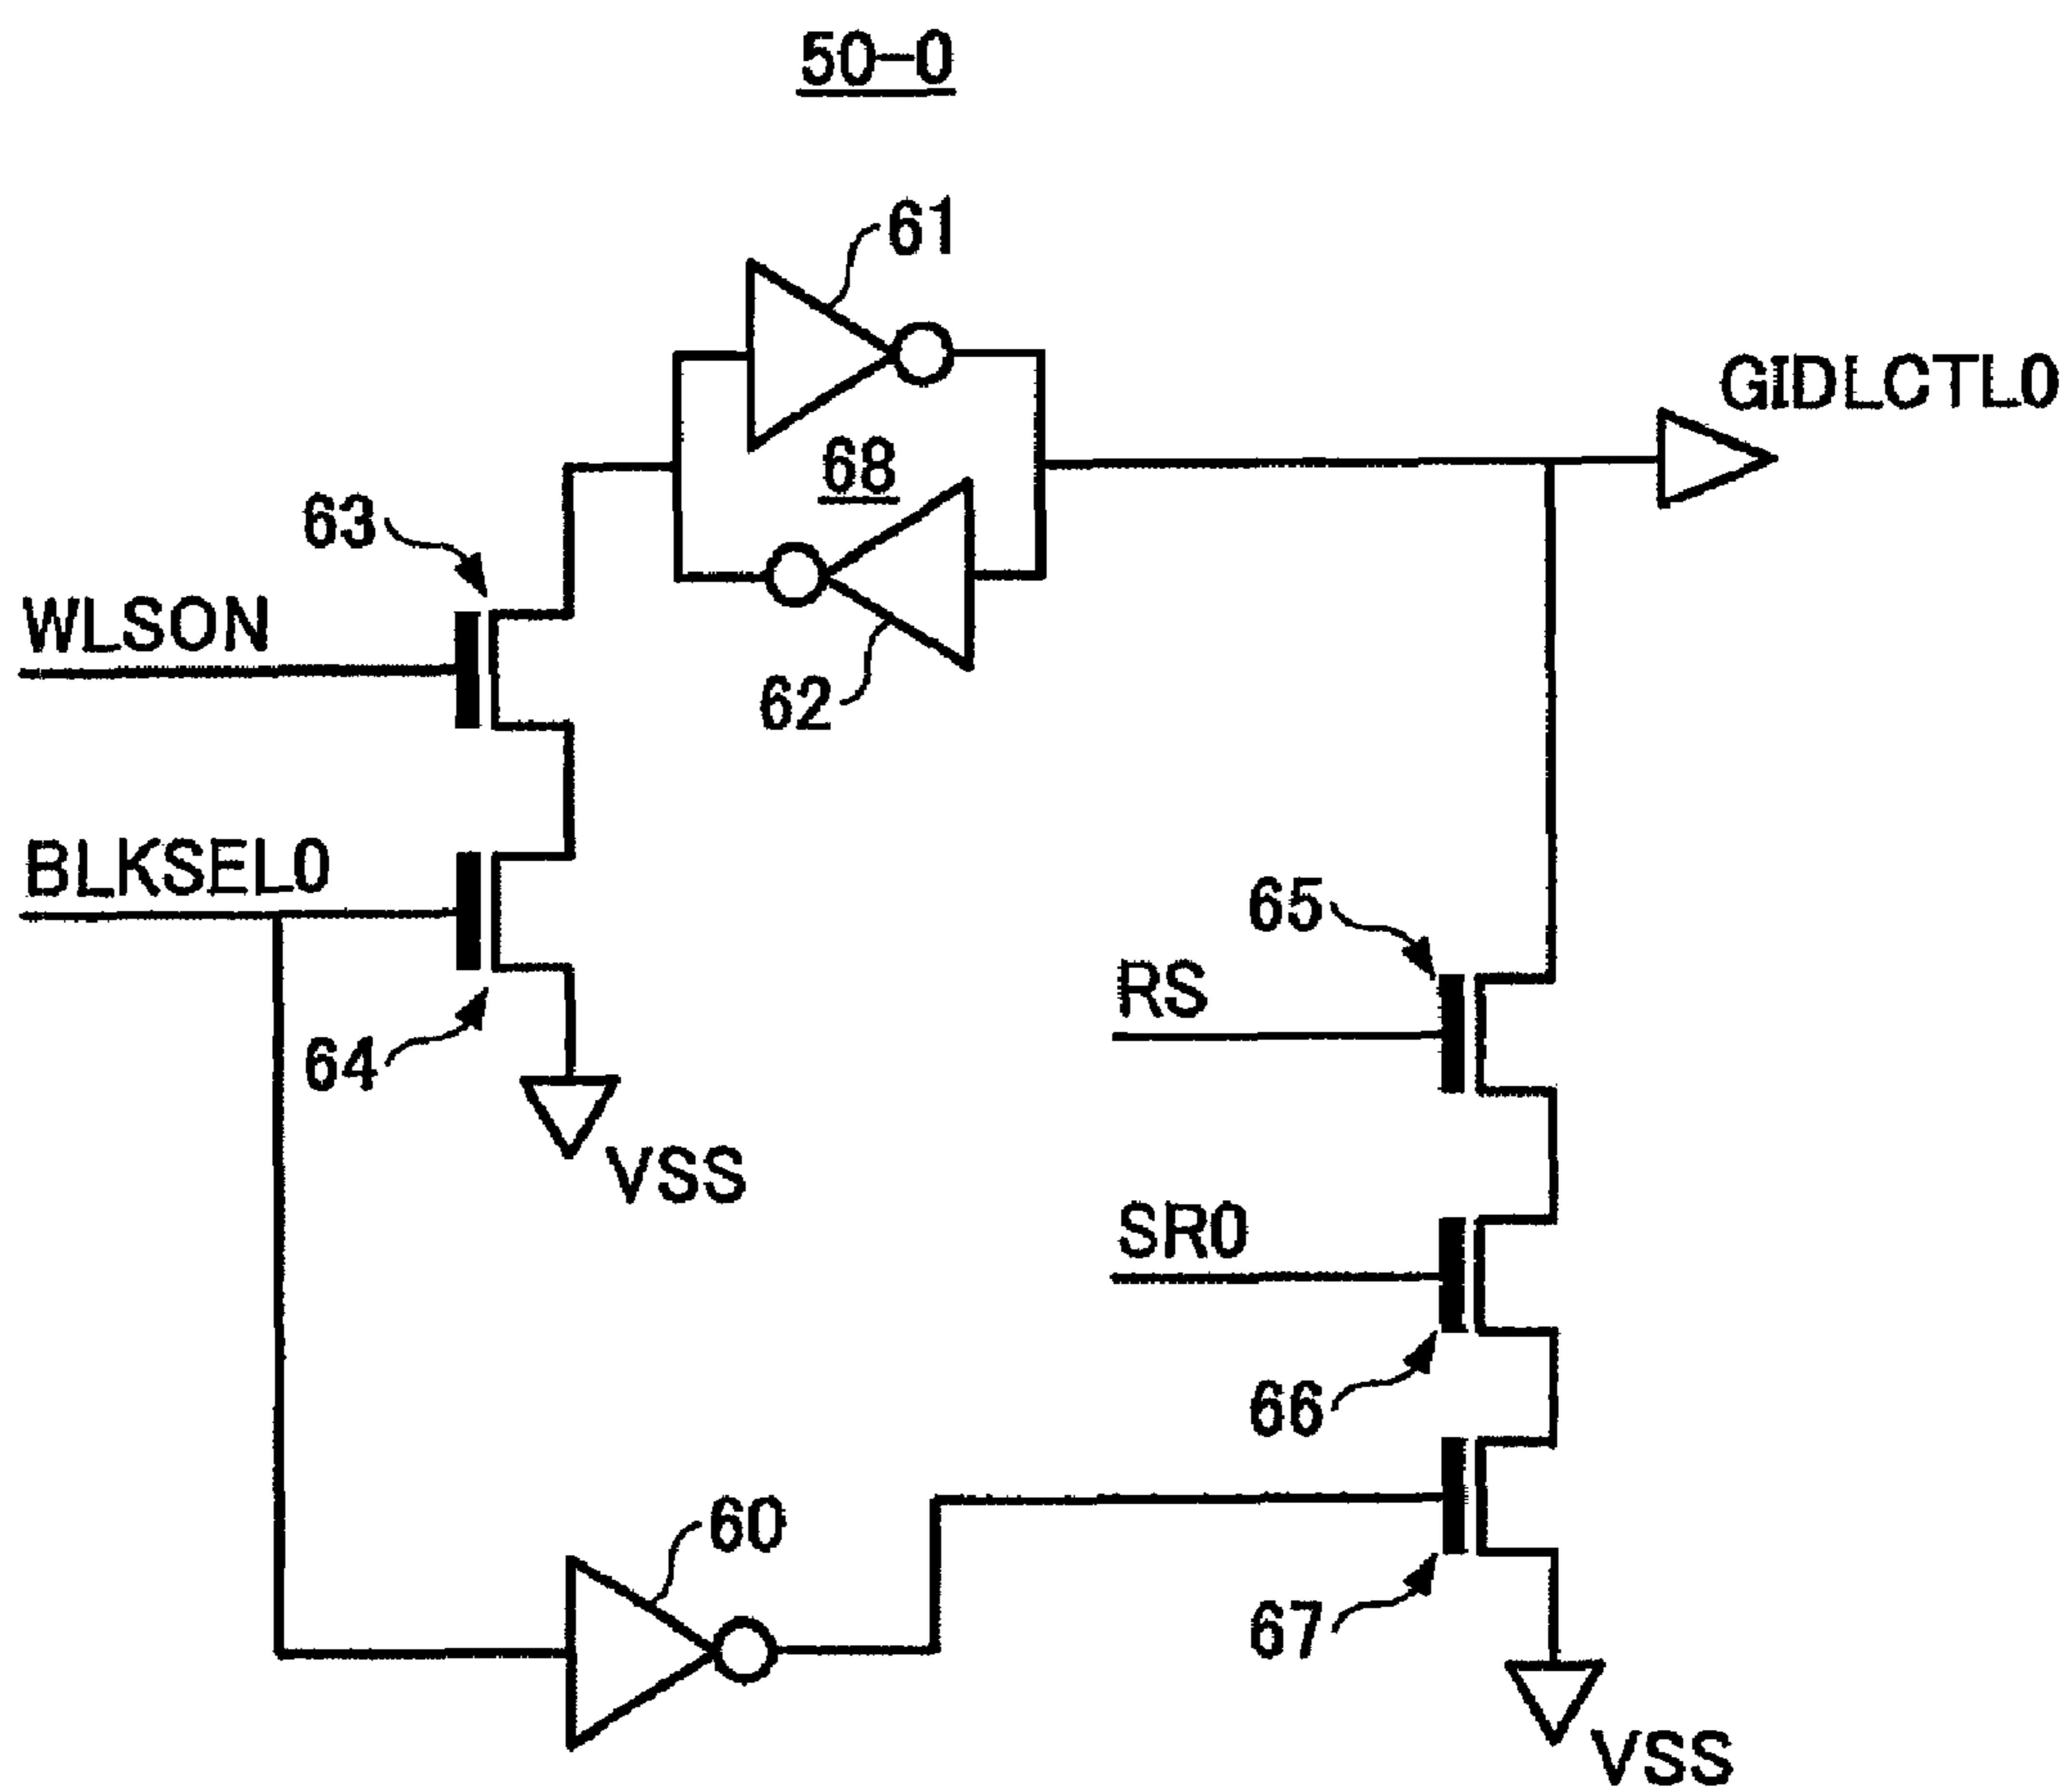 50-0
61
GIDLCTL0
68
63
WLSON
62
BLKSEL0
65
RS
64
VSS
SR0
66
60
67
VSS